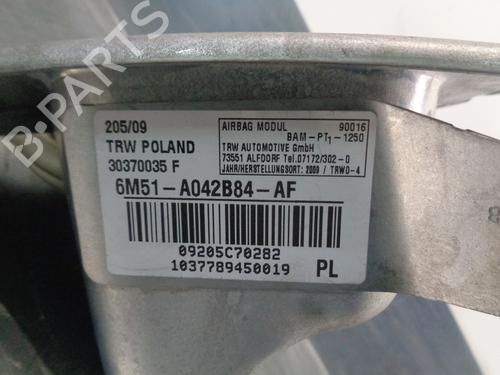 205/09
TRW POLAND
30370035 F
AIRBAG MODUL 90016
BAM-PT1-1250
TRW AUTOMOTIVE GmbH
73551 ALFDORF Tel.07172/302-0
JAHR/HERSTELLUNGSORT: 2009 / TRWO-4
6M51-A042B84-AF
09205C70282
1037789450019
PL
B-PARTS